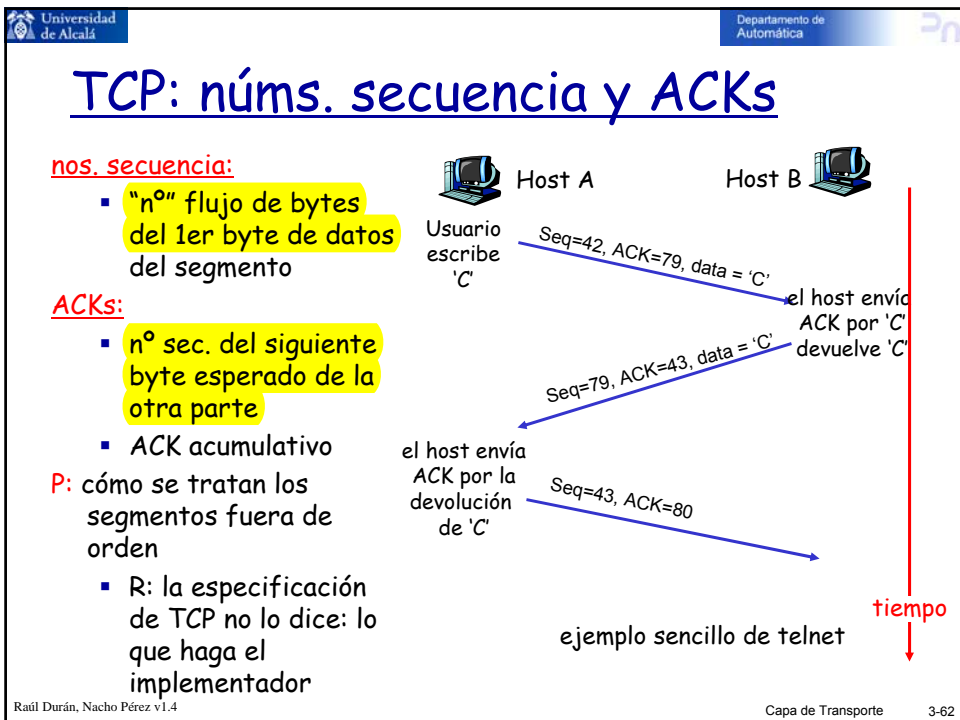 Universidad
de Alcalá
Departamento de
Automática
TCP: núms. secuencia y ACKs
nos. secuencia:
▪ “nº” flujo de bytes
del 1er byte de datos
del segmento
ACKs:
▪ nº sec. del siguiente
byte esperado de la
otra parte
▪ ACK acumulativo
P: cómo se tratan los
segmentos fuera de
orden
▪ R: la especificación
de TCP no lo dice: lo
que haga el
implementador
Host A
Host B
Usuario
escribe
‘C’
Seq=42, ACK=79, data = ‘C’
el host envía
ACK por ‘C’
devuelve ‘C’
Seq=79, ACK=43, data = ‘C’
el host envía
ACK por la
devolución
de ‘C’
Seq=43, ACK=80
tiempo
ejemplo sencillo de telnet
Raúl Durán, Nacho Pérez v1.4
Capa de Transporte
3-62